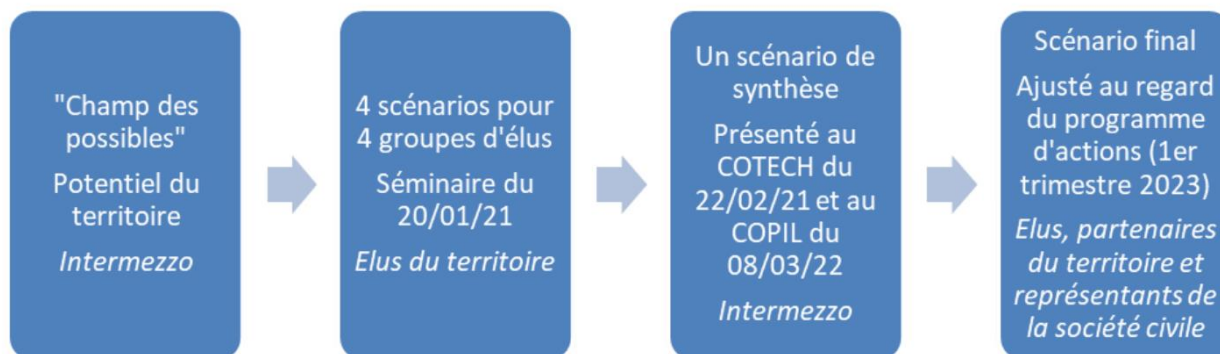 "Champ des
possibles"
Potentiel du
territoire
Intermezzo
4 scénarios pour
4 groupes d'élus
Séminaire du
20/01/21
Elus du territoire
Un scénario de
synthèse
Présenté au
COTECH du
22/02/21 et au
COPIL du
08/03/22
Intermezzo
Scénario final
Ajusté au regard
du programme
d'actions (1er
trimestre 2023)
Elus, partenaires
du territoire et
représentants de
la société civile